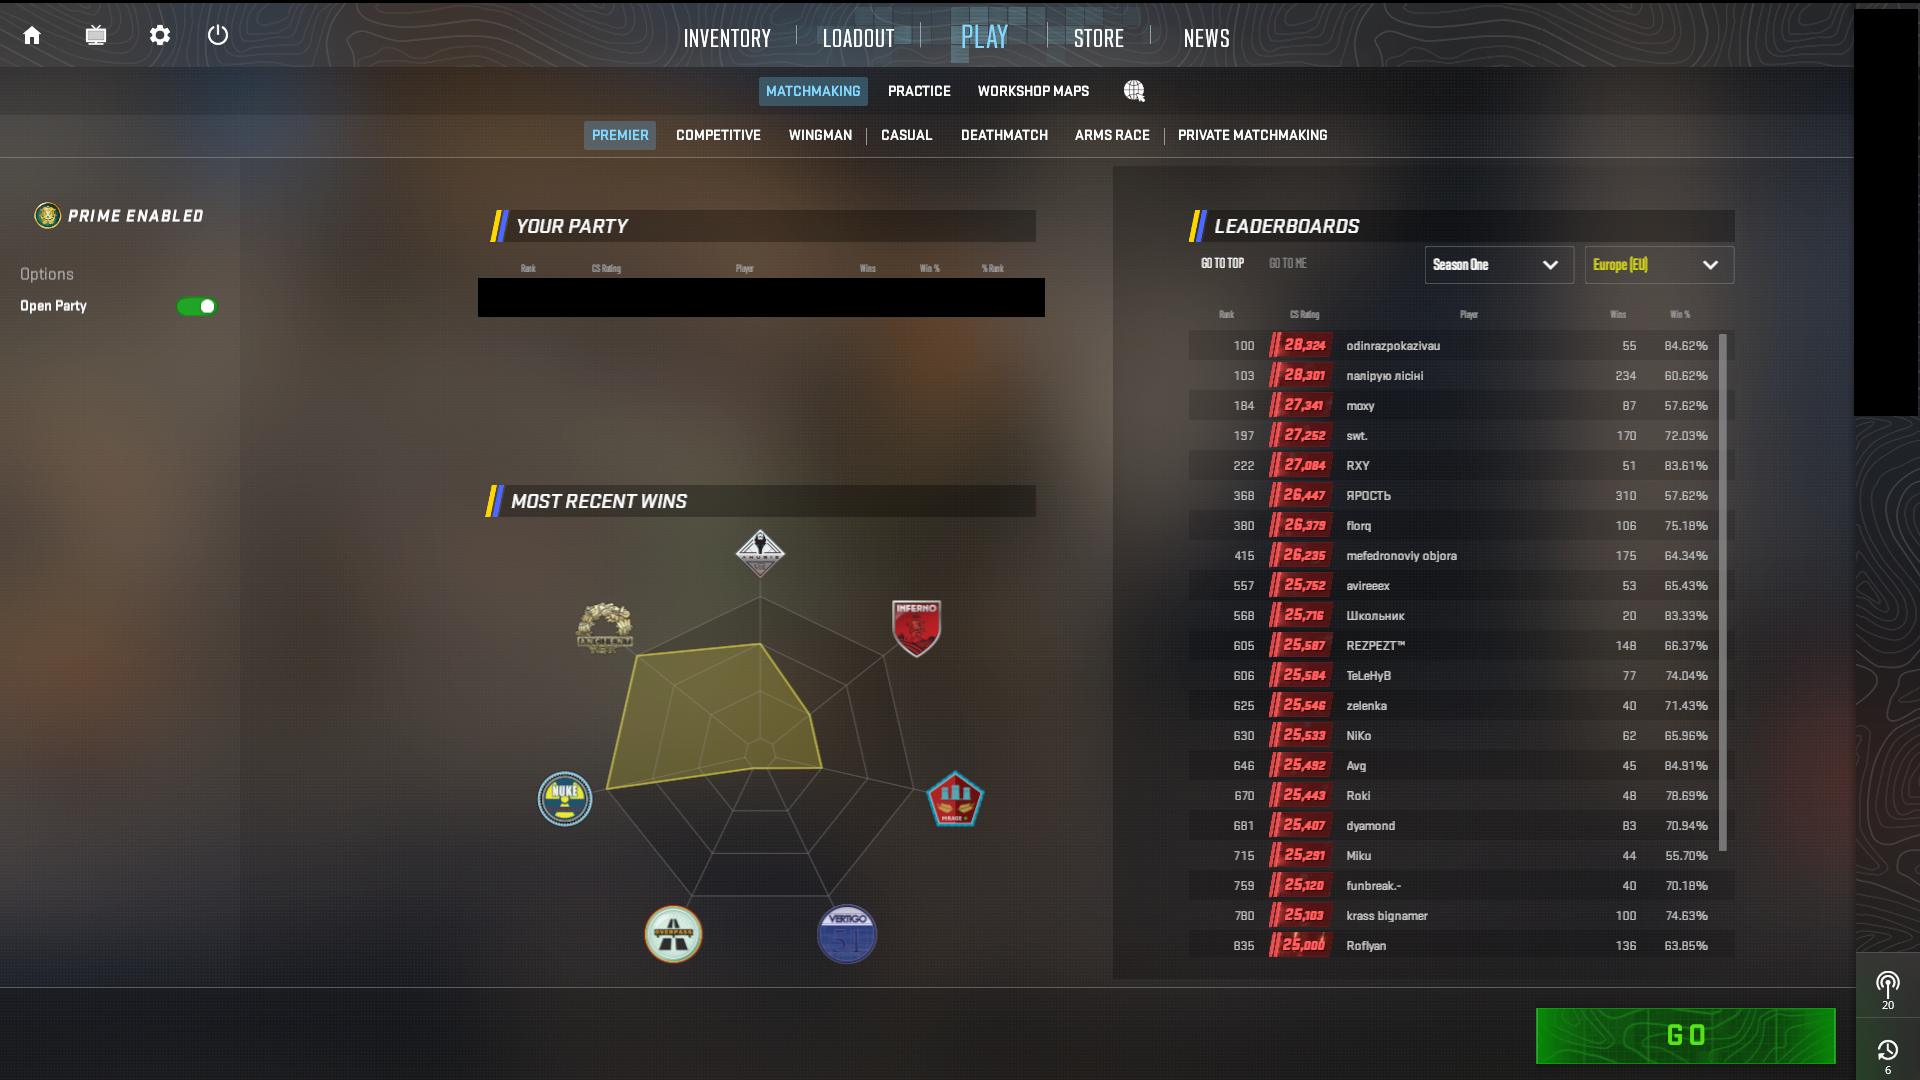 INVENTORY LOADOUT PLAY STORE NEWS
MATCHMAKING PRACTICE WORKSHOP MAPS
PREMIER COMPETITIVE WINGMAN CASUAL DEATHMATCH ARMS RACE PRIVATE MATCHMAKING
PRIME ENABLED
Options
Open Party
YOUR PARTY
Rank CS Rating Player Wins Win % % Rank
MOST RECENT WINS
ANUBIS
ANCIENT
INFERNO
NUKE
MIRAGE
OVERPASS
VERTIGO
51
LEADERBOARDS
GO TO TOP GO TO ME Season One Europe (EU)
Rank CS Rating Player Wins Win %
100 28,324 odinrazpokazivau 55 84.62%
103 28,301 палірую лісіні 234 60.62%
184 27,341 moxy 87 57.62%
197 27,252 swt. 170 72.03%
222 27,084 RXY 51 83.61%
368 26,447 ЯРОСТЬ 310 57.62%
380 26,379 florq 106 75.18%
415 26,235 mefedronoviy objora 175 64.34%
557 25,752 avireeex 53 65.43%
568 25,716 Школьник 20 83.33%
605 25,587 REZPEZT™ 148 66.37%
606 25,584 TeLeHyB 77 74.04%
625 25,546 zelenka 40 71.43%
630 25,533 NiKo 62 65.96%
646 25,492 Avg 45 84.91%
670 25,443 Roki 48 78.69%
681 25,407 dyamond 83 70.94%
715 25,291 Miku 44 55.70%
759 25,120 funbreak.- 40 70.18%
780 25,103 krass bignamer 100 74.63%
835 25,000 Roflyan 136 63.85%
GO
20
6